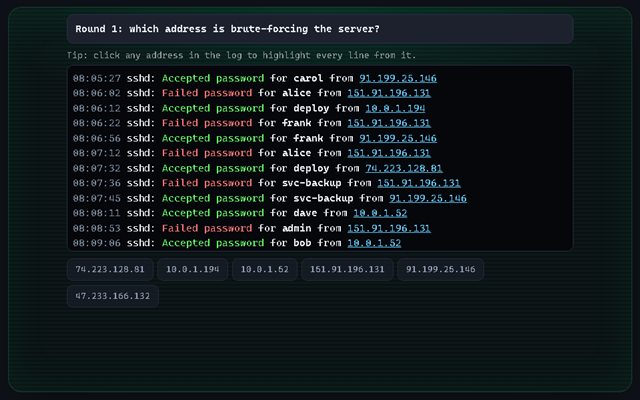 Round 1: which address is brute-forcing the server?
Tip: click any address in the log to highlight every line from it.
08:05:27 sshd: Accepted password for carol from 91.199.25.146
08:06:02 sshd: Failed password for alice from 151.91.196.131
08:06:12 sshd: Accepted password for deploy from 10.0.1.194
08:06:22 sshd: Failed password for frank from 151.91.196.131
08:06:56 sshd: Accepted password for frank from 91.199.25.146
08:07:12 sshd: Failed password for alice from 151.91.196.131
08:07:32 sshd: Accepted password for deploy from 74.223.128.81
08:07:36 sshd: Failed password for svc-backup from 151.91.196.131
08:07:45 sshd: Accepted password for svc-backup from 91.199.25.146
08:08:11 sshd: Accepted password for dave from 10.0.1.52
08:08:53 sshd: Failed password for admin from 151.91.196.131
08:09:06 sshd: Accepted password for bob from 10.0.1.52
74.223.128.81 10.0.1.194 10.0.1.52 151.91.196.131 91.199.25.146
47.233.166.132